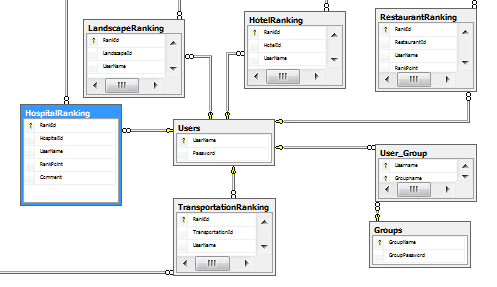 LandscapeRanking
RankId
LandscapeId
UserName
HotelRanking
RankId
HotelId
UserName
RestaurantRanking
RankId
RestaurantId
UserName
RankPoint
HospitalRanking
RankId
HospitalId
UserName
RankPoint
Comment
Users
UserName
Password
User_Group
Username
Groupname
TransportationRanking
RankId
TransportationId
UserName
Groups
GroupName
GroupPassword